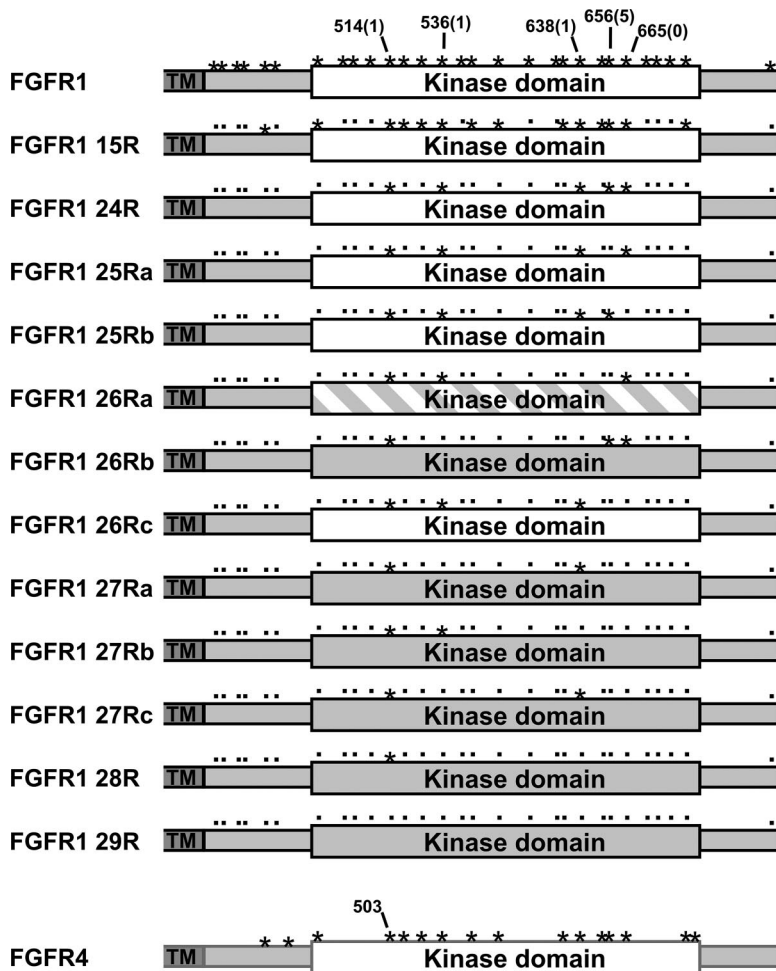 514(1) 536(1) 638(1) 656(5) 665(0)
FGFR1 TM Kinase domain
FGFR1 15R TM Kinase domain
FGFR1 24R TM Kinase domain
FGFR1 25Ra TM Kinase domain
FGFR1 25Rb TM Kinase domain
FGFR1 26Ra TM Kinase domain
FGFR1 26Rb TM Kinase domain
FGFR1 26Rc TM Kinase domain
FGFR1 27Ra TM Kinase domain
FGFR1 27Rb TM Kinase domain
FGFR1 27Rc TM Kinase domain
FGFR1 28R TM Kinase domain
FGFR1 29R TM Kinase domain
503
FGFR4 TM Kinase domain